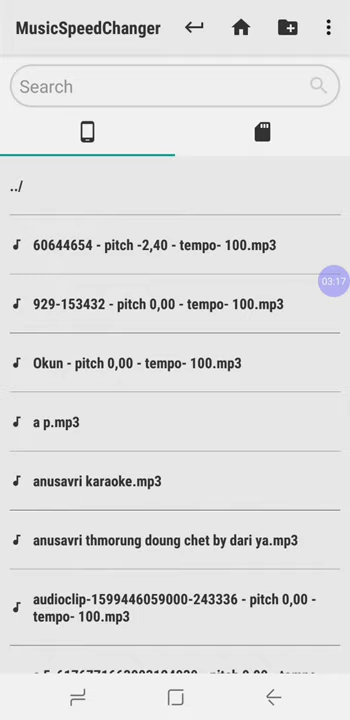 MusicSpeedChanger
Search
../
60644654 - pitch -2,40 - tempo- 100.mp3
03:17
929-153432 - pitch 0,00 - tempo- 100.mp3
Okun - pitch 0,00 - tempo- 100.mp3
a p.mp3
anusavri karaoke.mp3
anusavri thmorung doung chet by dari ya.mp3
audioclip-1599446059000-243336 - pitch 0,00 -
tempo- 100.mp3